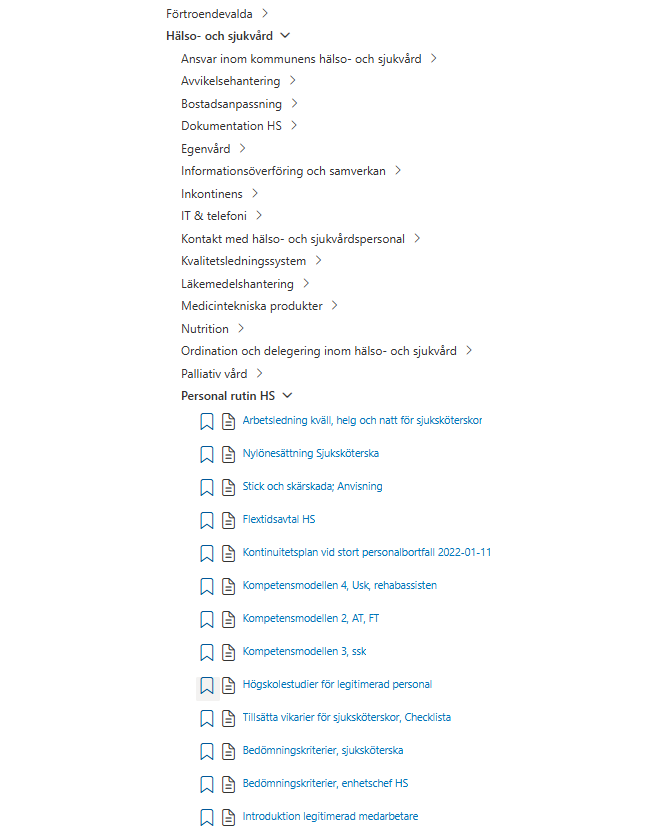 Förtroendevalda
Hälso- och sjukvård
Ansvar inom kommunens hälso- och sjukvård
Avvikelsehantering
Bostadsanpassning
Dokumentation HS
Egenvård
Informationsöverföring och samverkan
Inkontinens
IT & telefoni
Kontakt med hälso- och sjukvårdspersonal
Kvalitetsledningssystem
Läkemedelshantering
Medicintekniska produkter
Nutrition
Ordination och delegering inom hälso- och sjukvård
Palliativ vård
Personal rutin HS
Arbetsledning kväll, helg och natt för sjuksköterskor
Nylönesättning Sjuksköterska
Stick och skärskada; Anvisning
Flextidsavtal HS
Kontinuitetsplan vid stort personalbortfall 2022-01-11
Kompetensmodellen 4, Usk, rehabassisten
Kompetensmodellen 2, AT, FT
Kompetensmodellen 3, ssk
Högskolestudier för legitimerad personal
Tillsätta vikarier för sjuksköterskor, Checklista
Bedömningskriterier, sjuksköterska
Bedömningskriterier, enhetschef HS
Introduktion legitimerad medarbetare